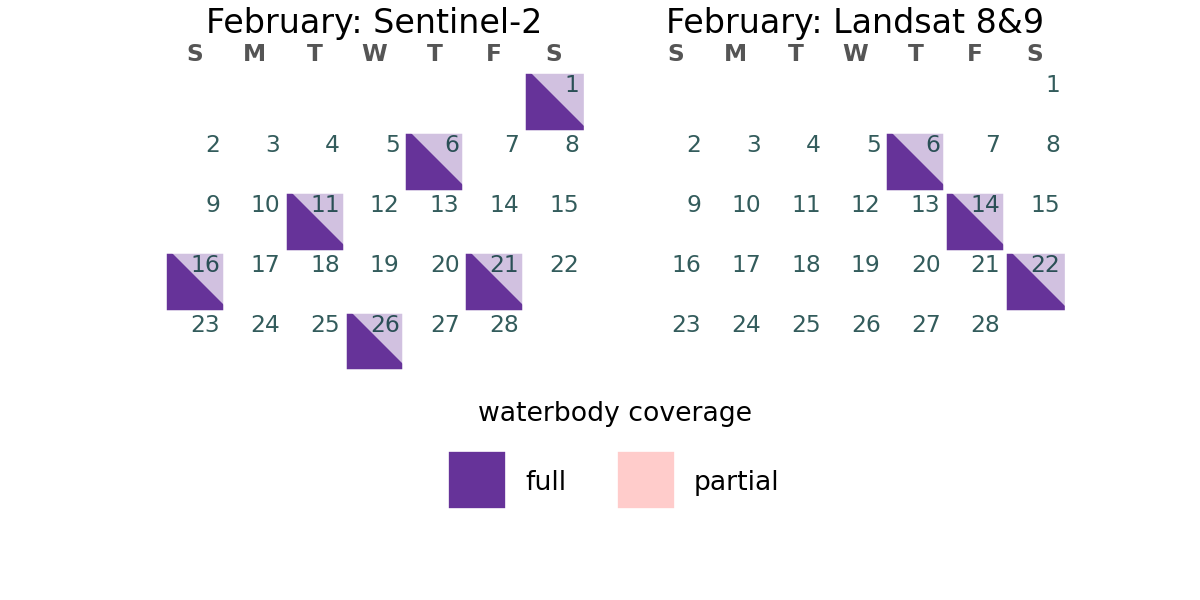 February: Sentinel-2
S M T W T F S
1
2 3 4 5 6 7 8
9 10 11 12 13 14 15
16 17 18 19 20 21 22
23 24 25 26 27 28
February: Landsat 8&9
S M T W T F S
1
2 3 4 5 6 7 8
9 10 11 12 13 14 15
16 17 18 19 20 21 22
23 24 25 26 27 28
waterbody coverage
full partial